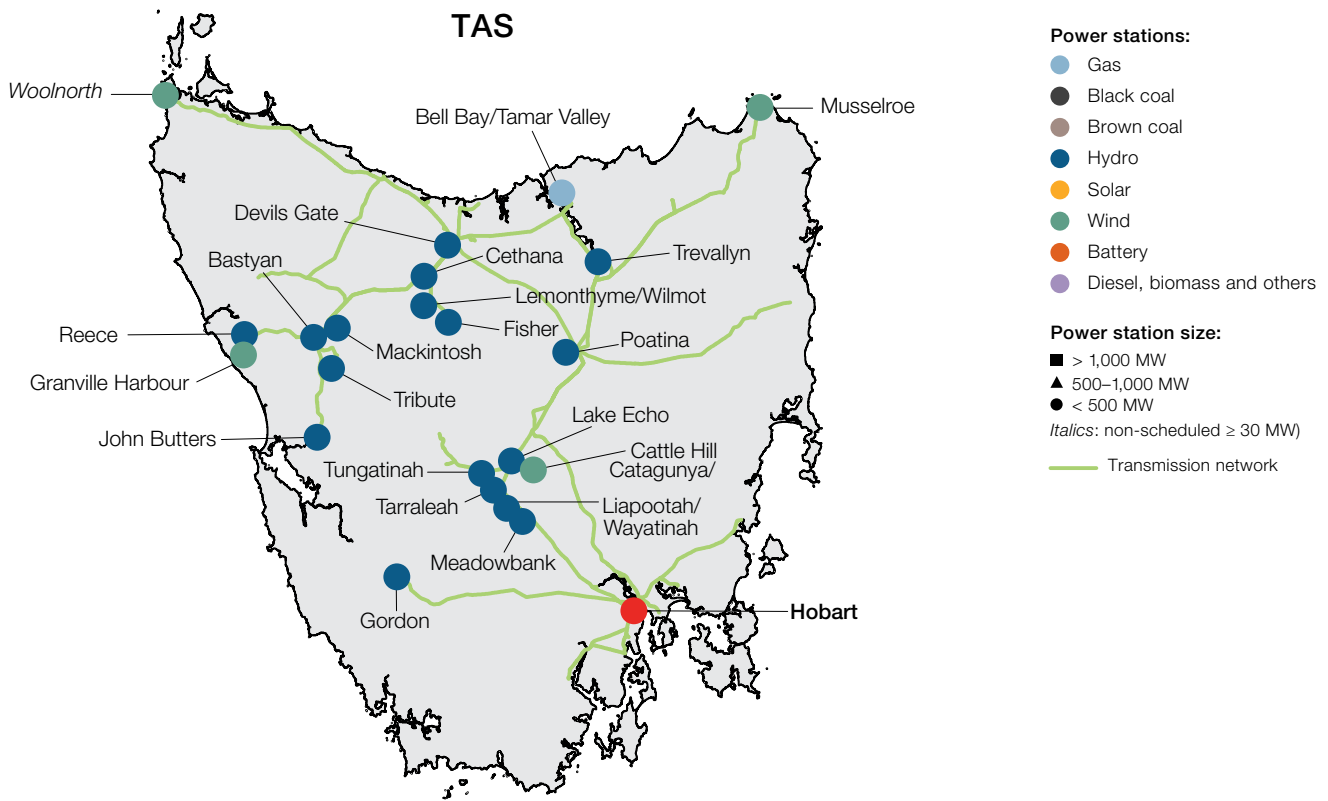 TAS
Woolnorth
Musselroe
Bell Bay/Tamar Valley
Devils Gate
Cethana
Trevallyn
Bastyan
Lemonthyme/Wilmot
Fisher
Reece
Mackintosh
Poatina
Granville Harbour
Tribute
Lake Echo
John Butters
Cattle Hill
Tungatinah
Catagunya/
Liapootah/
Wayatinah
Tarraleah
Meadowbank
Gordon
Hobart
Power stations:
Gas
Black coal
Brown coal
Hydro
Solar
Wind
Battery
Diesel, biomass and others
Power station size:
> 1,000 MW
500–1,000 MW
< 500 MW
Italics: non-scheduled ≥ 30 MW)
Transmission network